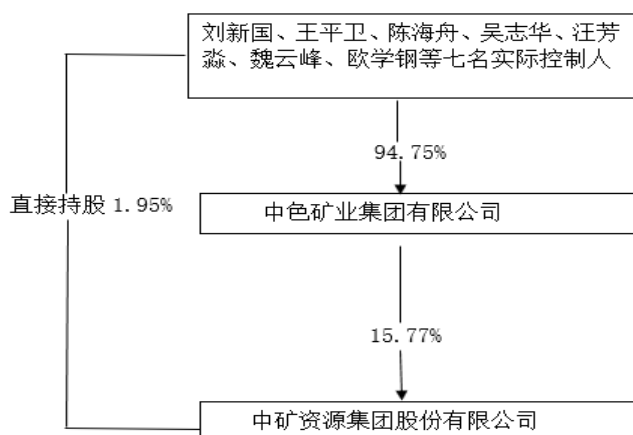 刘新国、王平卫、陈海舟、吴志华、汪芳
淼、魏云峰、欧学钢等七名实际控制人
94.75%
直接持股 1.95%
中色矿业集团有限公司
15.77%
中矿资源集团股份有限公司